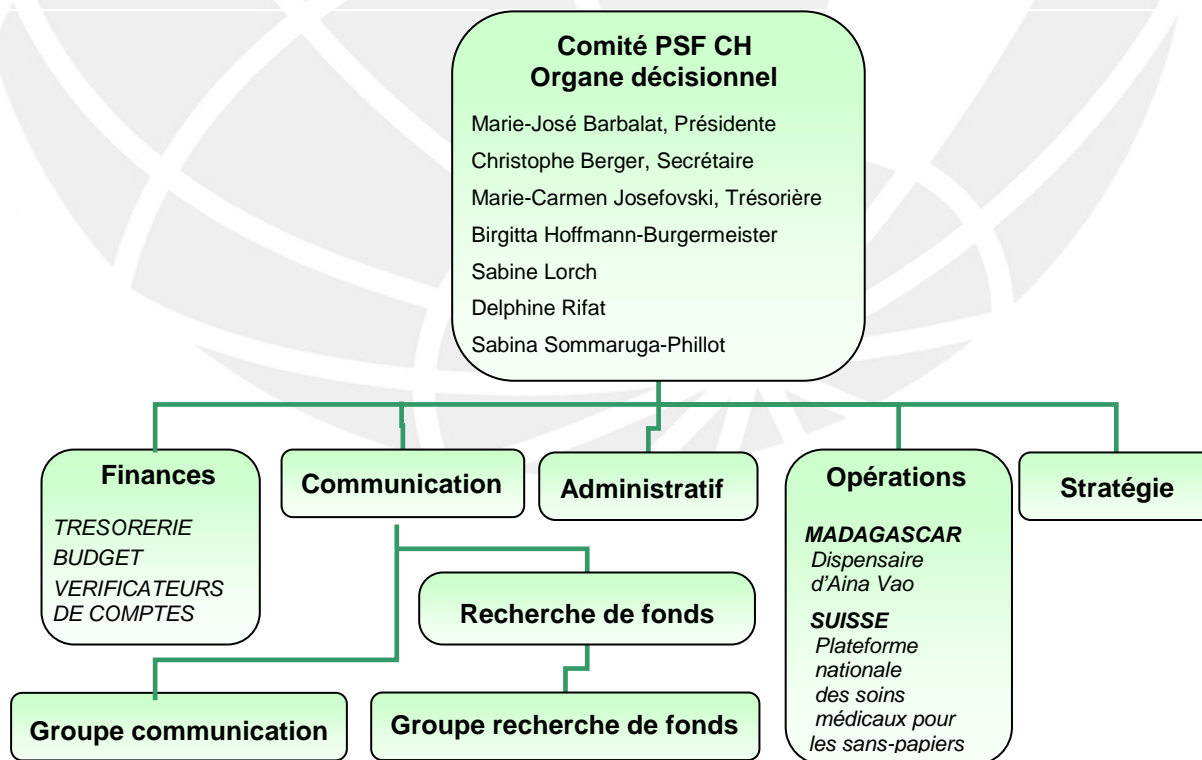 Comité PSF CH
Organe décisionnel
Marie-José Barbalat, Présidente
Christophe Berger, Secrétaire
Marie-Carmen Josefovski, Trésorière
Birgitta Hoffmann-Burgermeister
Sabine Lorch
Delphine Rifat
Sabina Sommaruga-Phillot
Finances
TRESORERIE
BUDGET
VERIFICATEURS
DE COMPTES
Communication
Administratif
Opérations
MADAGASCAR
Dispensaire
d'Aina Vao
SUISSE
Plateforme
nationale
des soins
médicaux pour
les sans-papiers
Stratégie
Recherche de fonds
Groupe communication
Groupe recherche de fonds